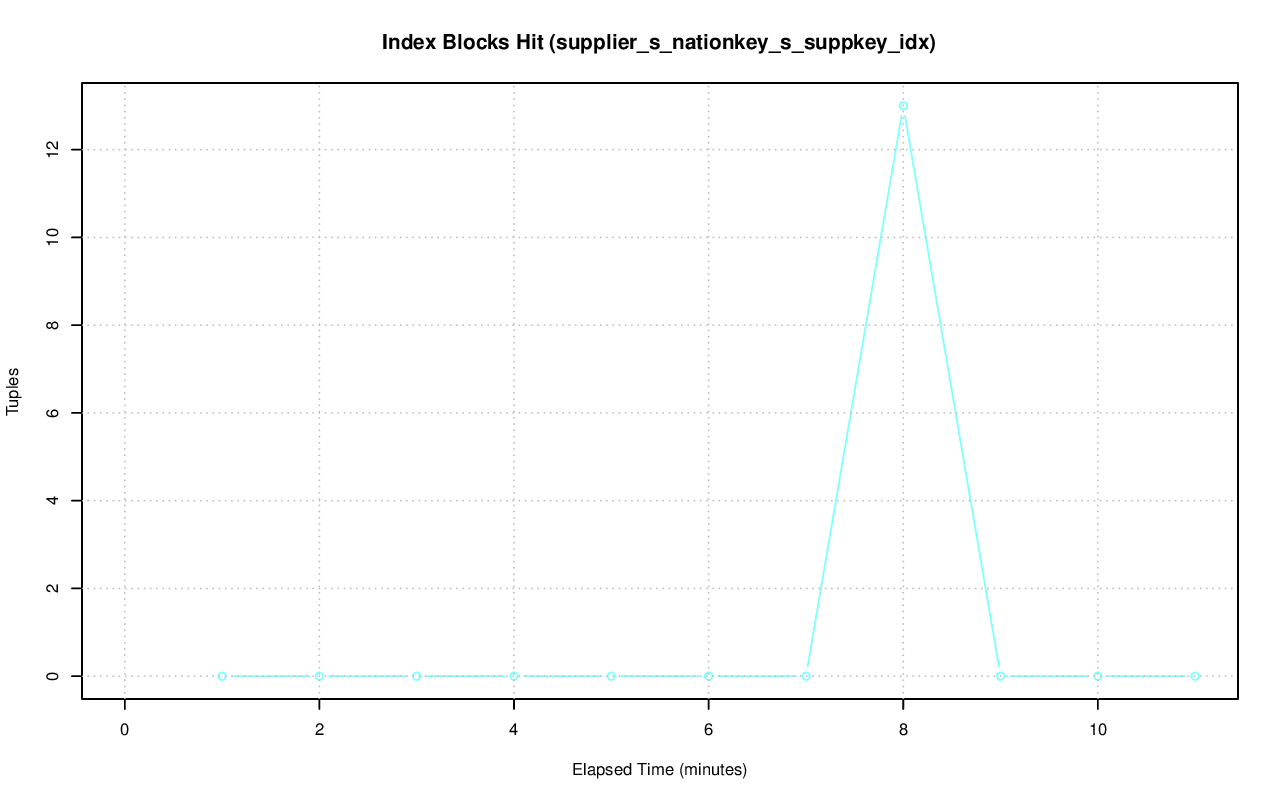 Index Blocks Hit (supplier_s_nationkey_s_suppkey_idx)
Tuples
12
10
8
6
4
2
0
0 2 4 6 8 10
Elapsed Time (minutes)